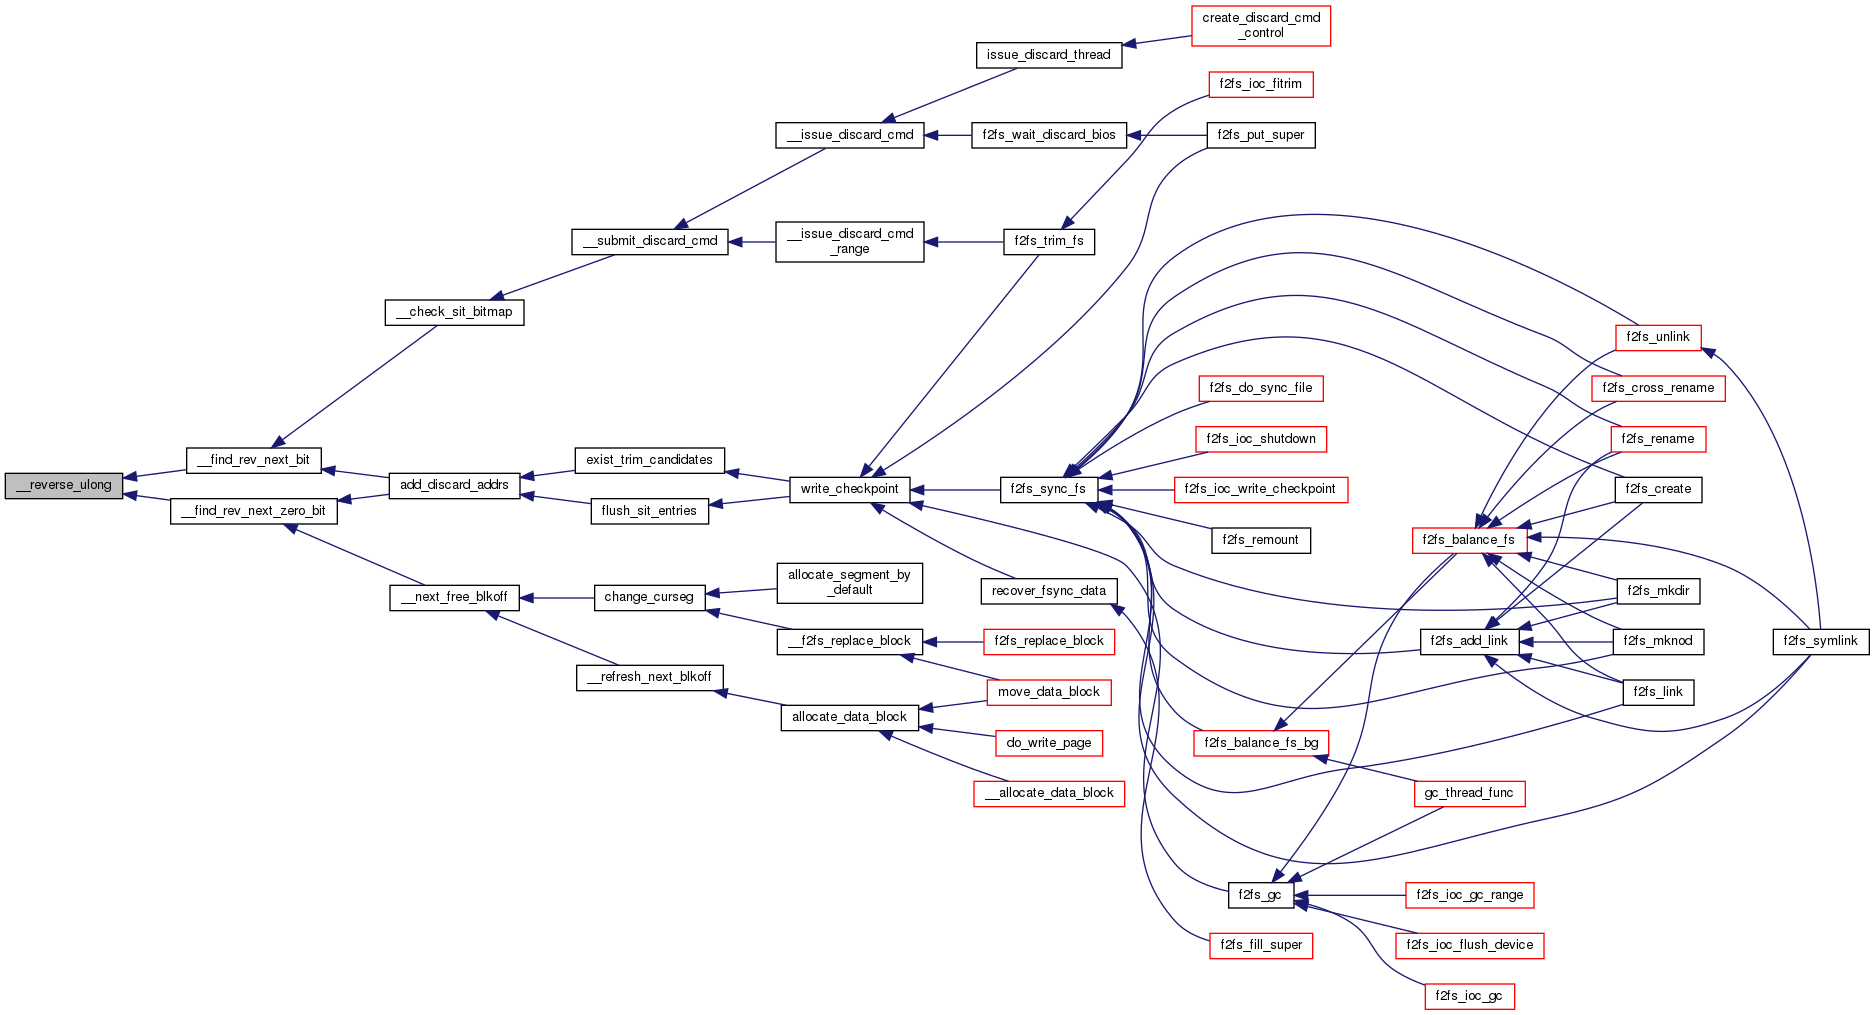 create_discard_cmd
_control
issue_discard_thread
f2fs_ioc_fitrim
__issue_discard_cmd
f2fs_wait_discard_bios
f2fs_put_super
__submit_discard_cmd
__issue_discard_cmd
_range
f2fs_trim_fs
__check_sit_bitmap
f2fs_unlink
f2fs_do_sync_file
f2fs_cross_rename
f2fs_ioc_shutdown
f2fs_rename
__find_rev_next_bit
exist_trim_candidates
__reverse_ulong
add_discard_addrs
write_checkpoint
f2fs_sync_fs
f2fs_ioc_write_checkpoint
f2fs_create
__find_rev_next_zero_bit
flush_sit_entries
f2fs_remount
f2fs_balance_fs
allocate_segment_by
_default
__next_free_blkoff
change_curseg
recover_fsync_data
f2fs_mkdir
__f2fs_replace_block
f2fs_replace_block
f2fs_add_link
f2fs_mknod
f2fs_symlink
__refresh_next_blkoff
move_data_block
f2fs_link
allocate_data_block
do_write_page
f2fs_balance_fs_bg
__allocate_data_block
gc_thread_func
f2fs_gc
f2fs_ioc_gc_range
f2fs_fill_super
f2fs_ioc_flush_device
f2fs_ioc_gc